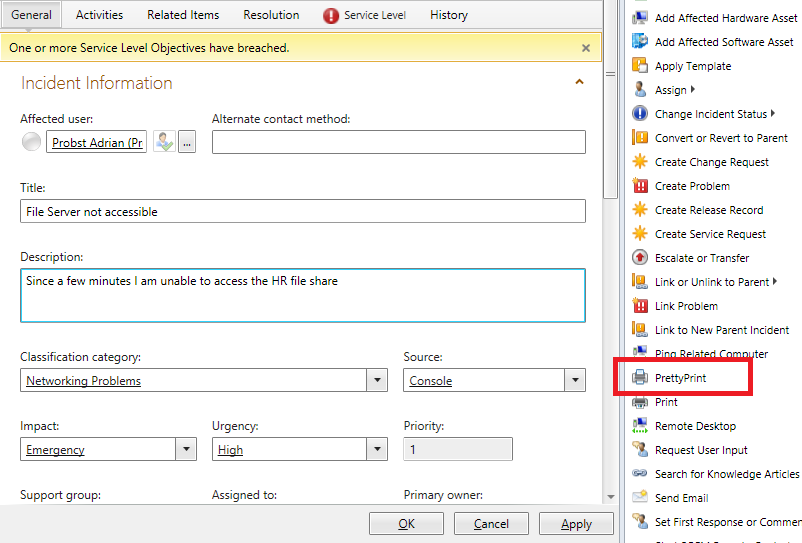 General Activities Related Items Resolution Service Level History
One or more Service Level Objectives have breached.
Incident Information
Affected user: Alternate contact method:
Probst Adrian (Pr ...
Title:
File Server not accessible
Description:
Since a few minutes I am unable to access the HR file share
Classification category: Source:
Networking Problems Console
Impact: Urgency: Priority:
Emergency High 1
Support group: Assigned to: Primary owner:
OK Cancel Apply
Add Affected Hardware Asset
Add Affected Software Asset
Apply Template
Assign
Change Incident Status
Convert or Revert to Parent
Create Change Request
Create Problem
Create Release Record
Create Service Request
Escalate or Transfer
Link or Unlink to Parent
Link Problem
Link to New Parent Incident
Ping Related Computer
PrettyPrint
Print
Remote Desktop
Request User Input
Search for Knowledge Articles
Send Email
Set First Response or Commen